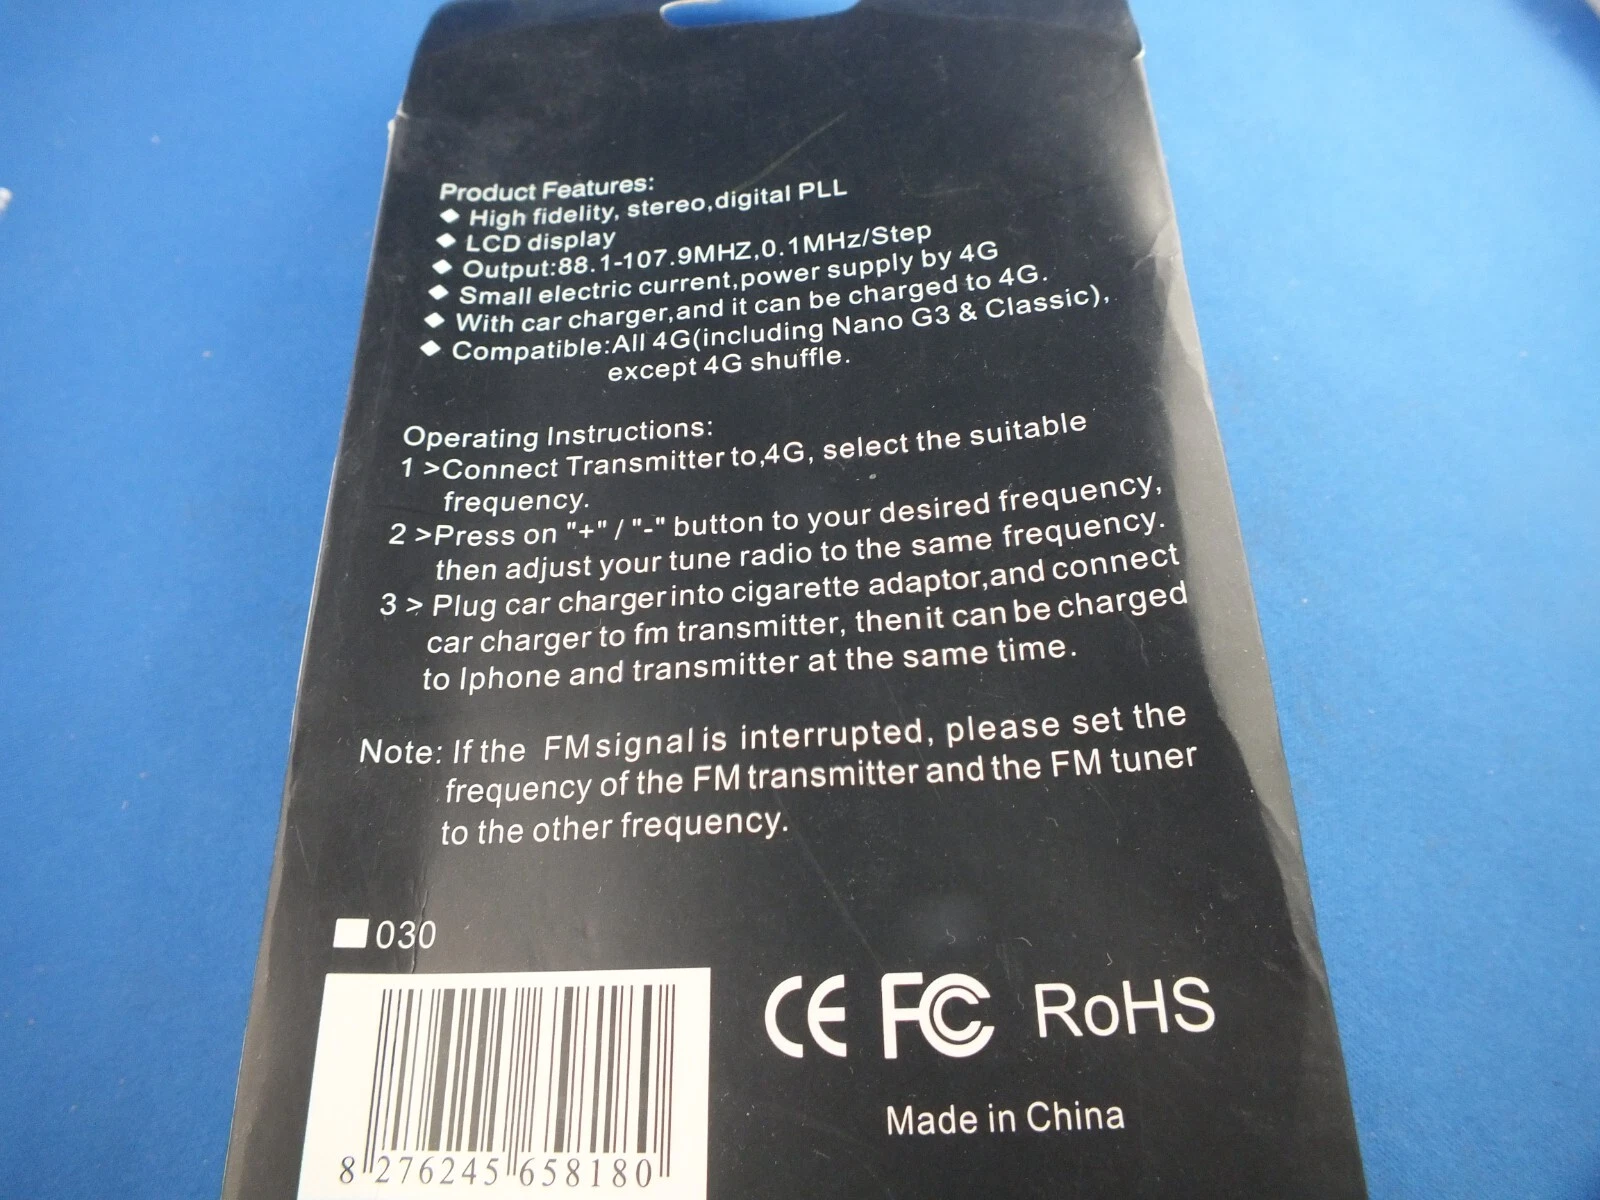 Product Features:
◆ High fidelity, stereo,digital PLL
◆ LCD display
◆ Output:88.1-107.9MHZ,0.1MHz/Step
◆ Small electric current,power supply by 4G
◆ With car charger,and it can be charged to 4G.
◆ Compatible:All 4G(including Nano G3 & Classic),
except 4G shuffle.
Operating Instructions:
1 >Connect Transmitter to,4G, select the suitable
frequency.
2 >Press on "+" / "-" button to your desired frequency,
then adjust your tune radio to the same frequency.
3 > Plug car charger into cigarette adaptor,and connect
car charger to fm transmitter, then it can be charged
to Iphone and transmitter at the same time.
Note: If the FM signal is interrupted, please set the
frequency of the FM transmitter and the FM tuner
to the other frequency.
030
CE FC RoHS
Made in China
8 276245 658180